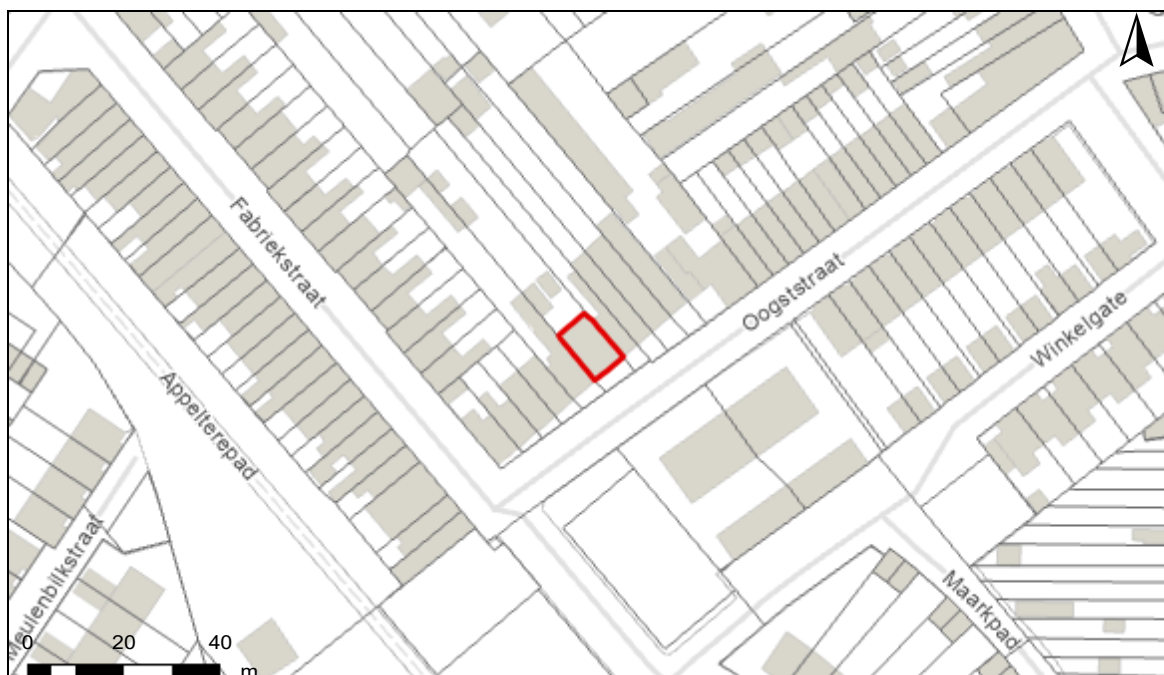 Fabriekstraat
Oogststraat
Winkelgate
Appelterepad
Meulenbilkstraat
Maarkpad
0 20 40
m